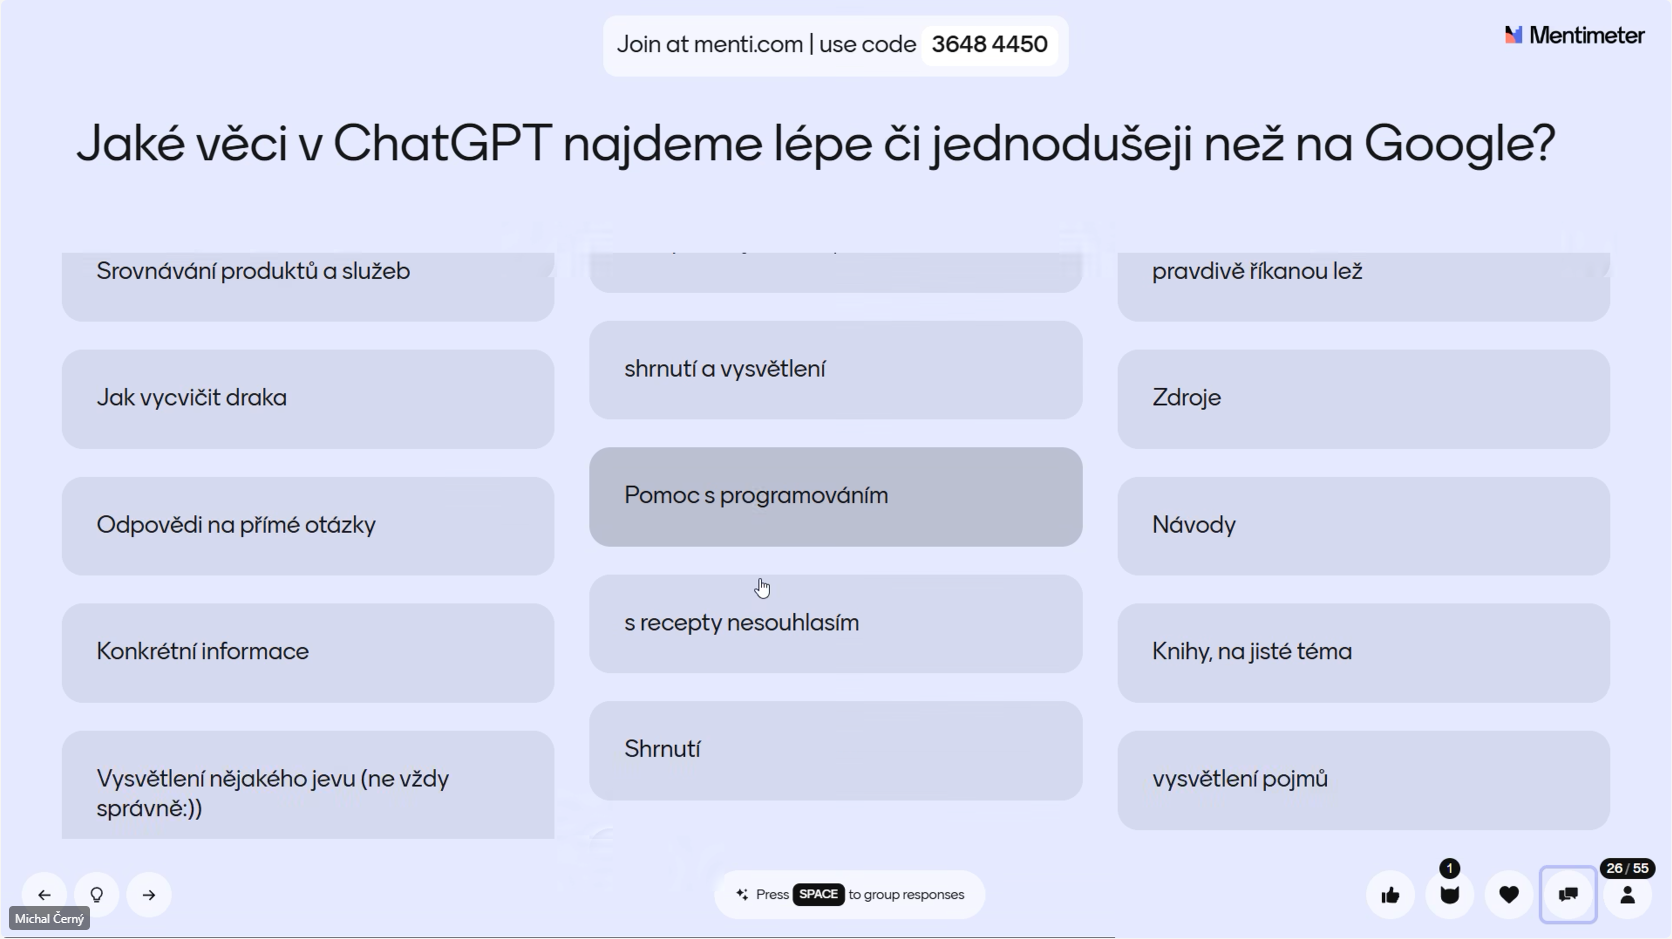 Join at menti.com | use code 3648 4450
Mentimeter
Jaké věci v ChatGPT najdeme lépe či jednodušeji než na Google?
Srovnávání produktů a služeb
Jak vycvičit draka
Odpovědi na přímé otázky
Konkrétní informace
Vysvětlení nějakého jevu (ne vždy
správně:))
shrnutí a vysvětlení
Pomoc s programováním
s recepty nesouhlasím
Shrnutí
pravdivě říkanou lež
Zdroje
Návody
Knihy, na jisté téma
vysvětlení pojmů
Michal Černý
Press SPACE to group responses
1
26 / 55